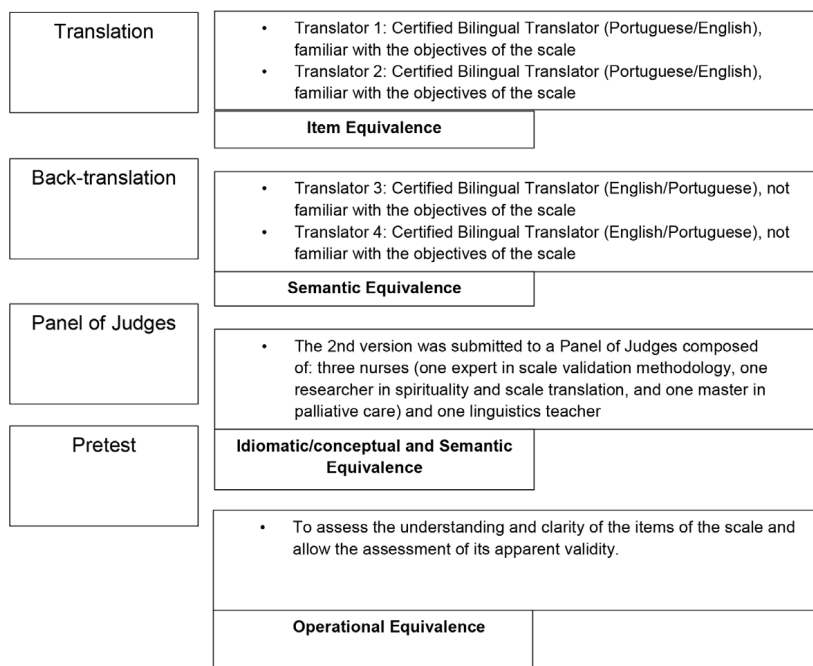 Translation
• Translator 1: Certified Bilingual Translator (Portuguese/English),
familiar with the objectives of the scale
• Translator 2: Certified Bilingual Translator (Portuguese/English),
familiar with the objectives of the scale
Item Equivalence
Back-translation
• Translator 3: Certified Bilingual Translator (English/Portuguese), not
familiar with the objectives of the scale
• Translator 4: Certified Bilingual Translator (English/Portuguese), not
familiar with the objectives of the scale
Semantic Equivalence
Panel of Judges
• The 2nd version was submitted to a Panel of Judges composed
of: three nurses (one expert in scale validation methodology, one
researcher in spirituality and scale translation, and one master in
palliative care) and one linguistics teacher
Idiomatic/conceptual and Semantic
Equivalence
Pretest
• To assess the understanding and clarity of the items of the scale and
allow the assessment of its apparent validity.
Operational Equivalence